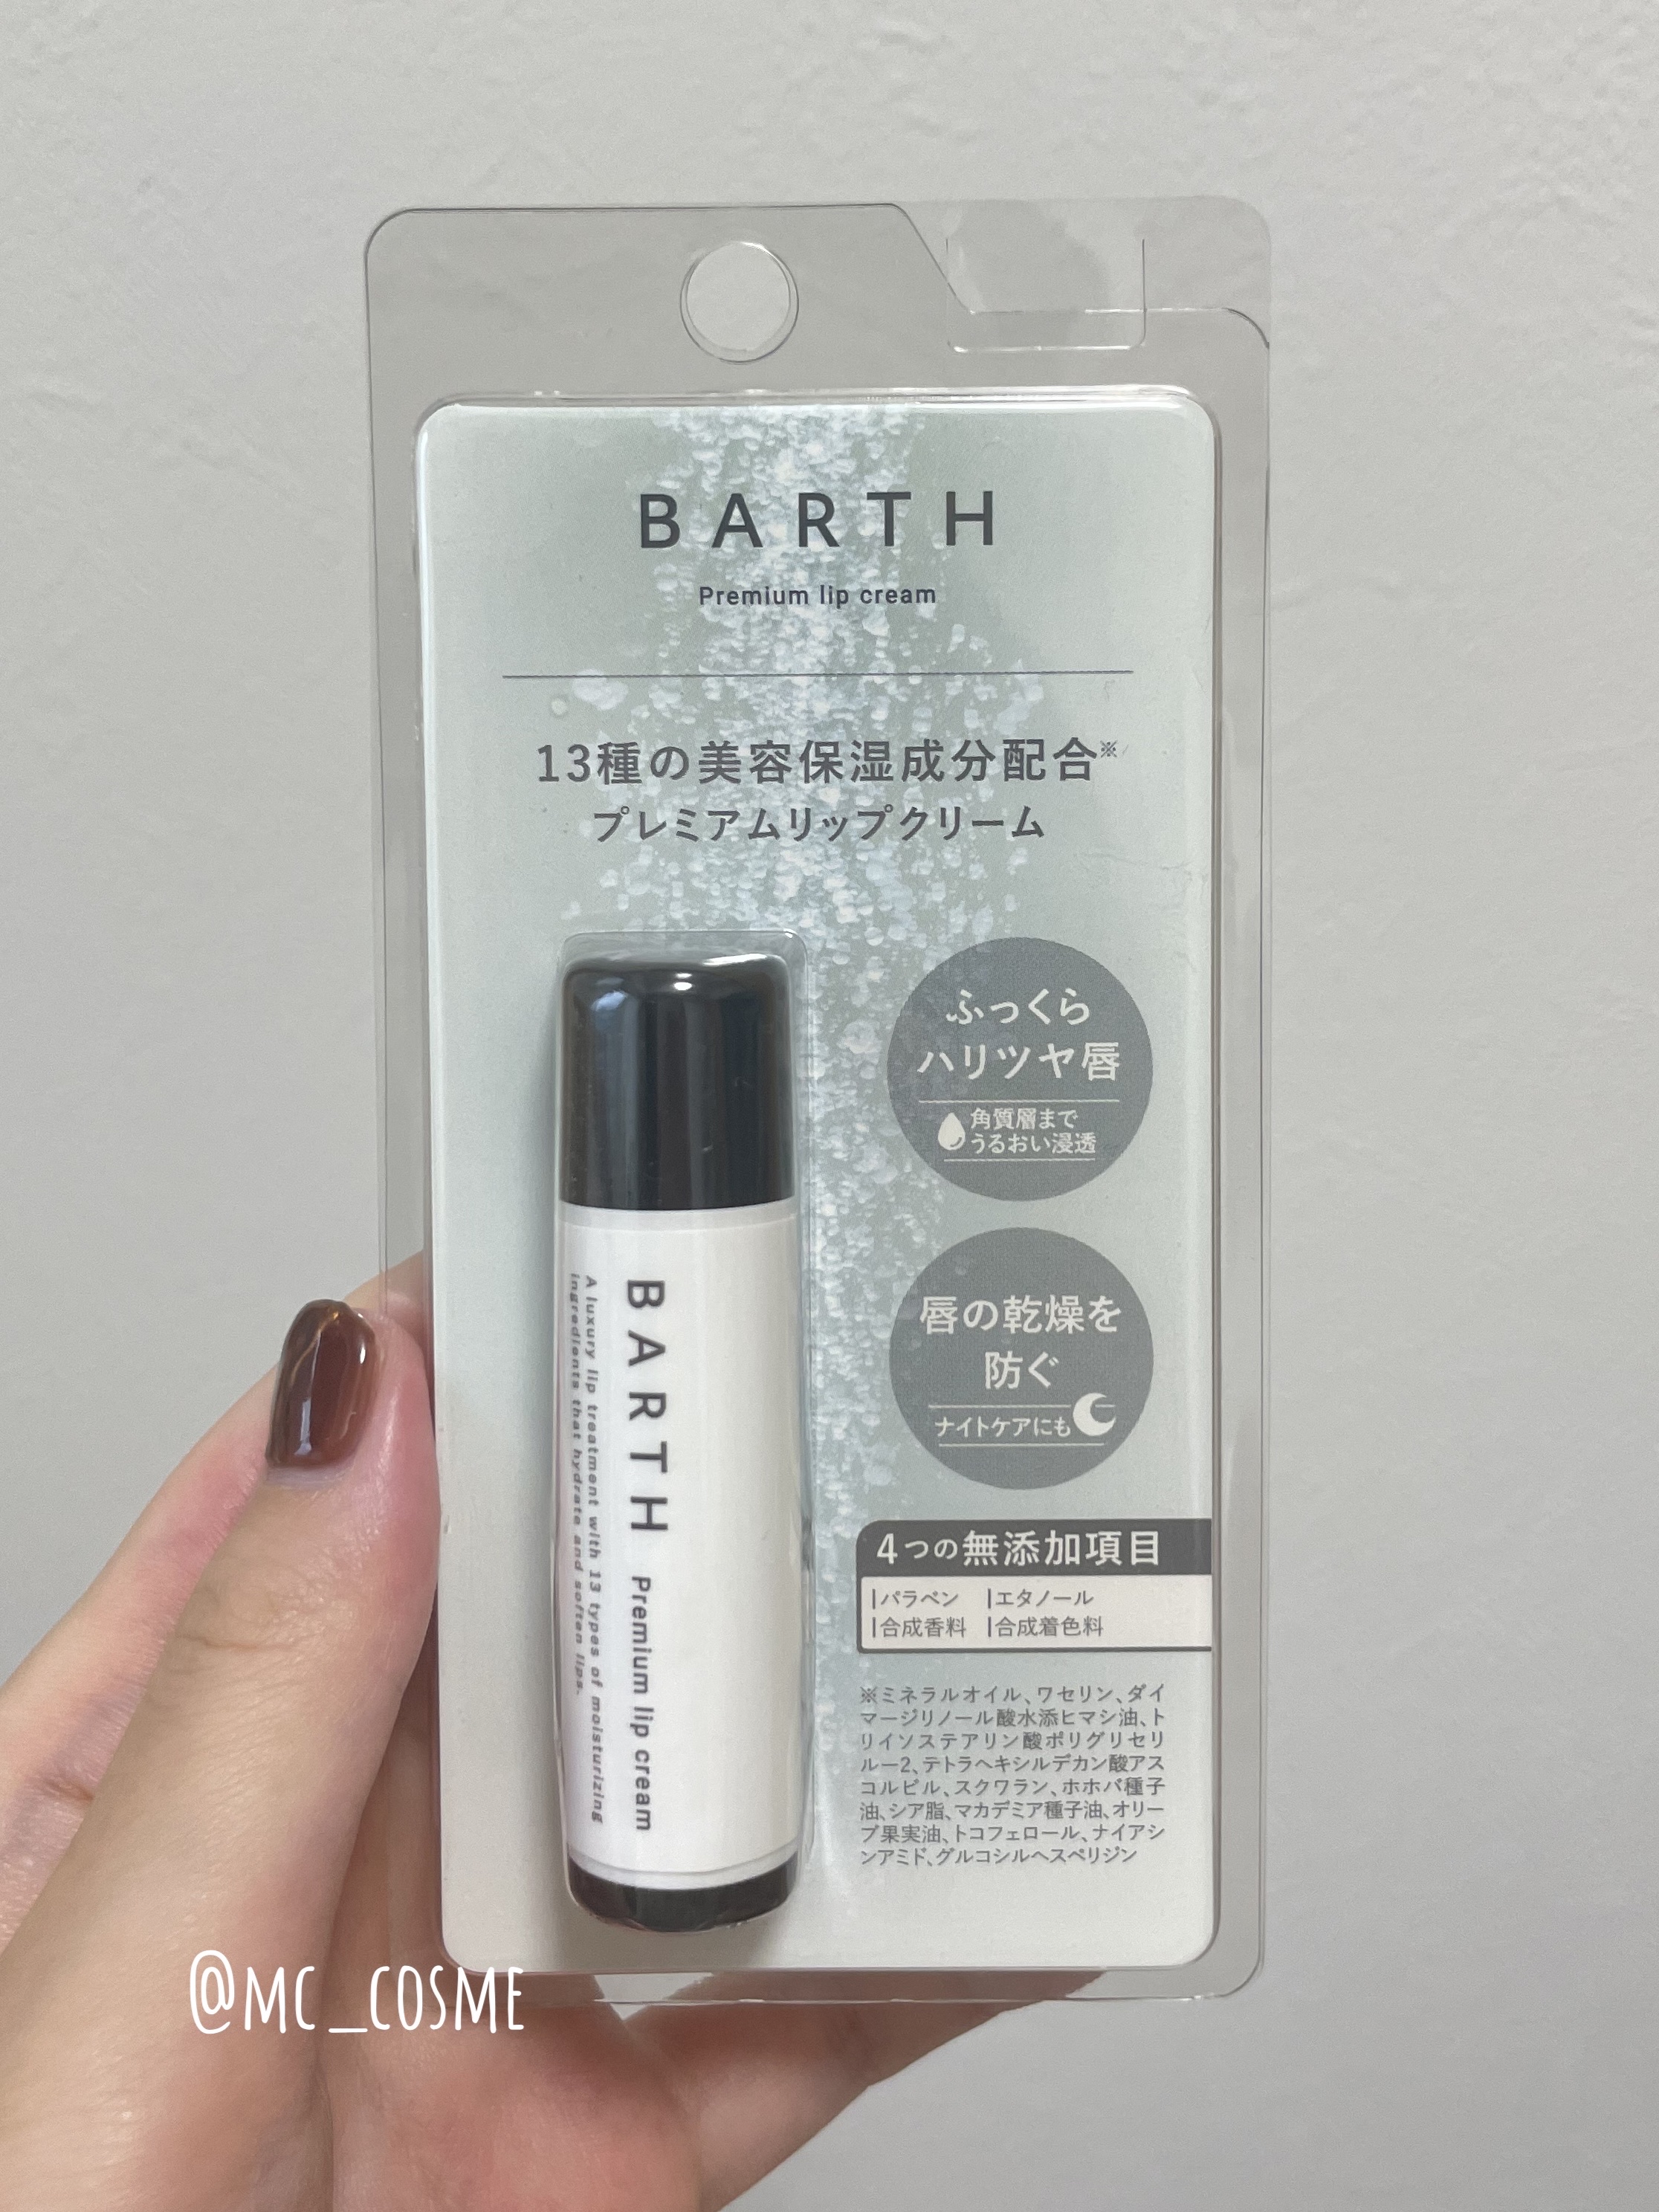 BARTH
Premium lip cream
13種の美容保湿成分配合※
プレミアムリップクリーム
ふっくら
ハリツヤ唇
角質層まで
うるおい浸透
唇の乾燥を
防ぐ
ナイトケアにも
4つの無添加項目
|パラベン |エタノール
|合成香料 |合成着色料
※ミネラルオイル、ワセリン、ダイ
マージリノール酸水添ヒマシ油、ト
リイソステアリン酸ポリグリセリ
ルー2、テトラヘキシルデカン酸アス
コルビル、スクワラン、ホホバ種子
油、シア脂、マカデミア種子油、オリー
ブ果実油、トコフェロール、ナイアシ
ンアミド、グルコシルヘスペリジン
BARTH Premium lip cream
A luxury lip treatment with 13 types of moisturizing
ingredients that hydrate and soften lips.
@mc_cosme